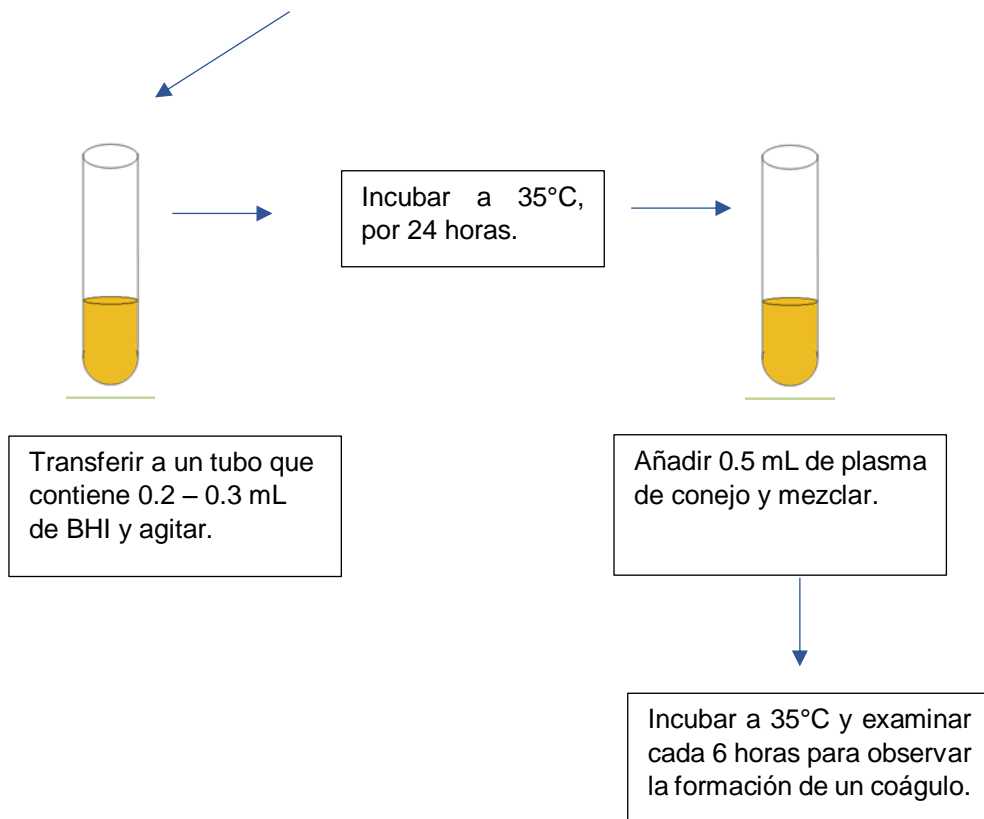 Incubar a 35°C,
por 24 horas.
Transferir a un tubo que
contiene 0.2 – 0.3 mL
de BHI y agitar.
Añadir 0.5 mL de plasma
de conejo y mezclar.
Incubar a 35°C y examinar
cada 6 horas para observar
la formación de un coágulo.